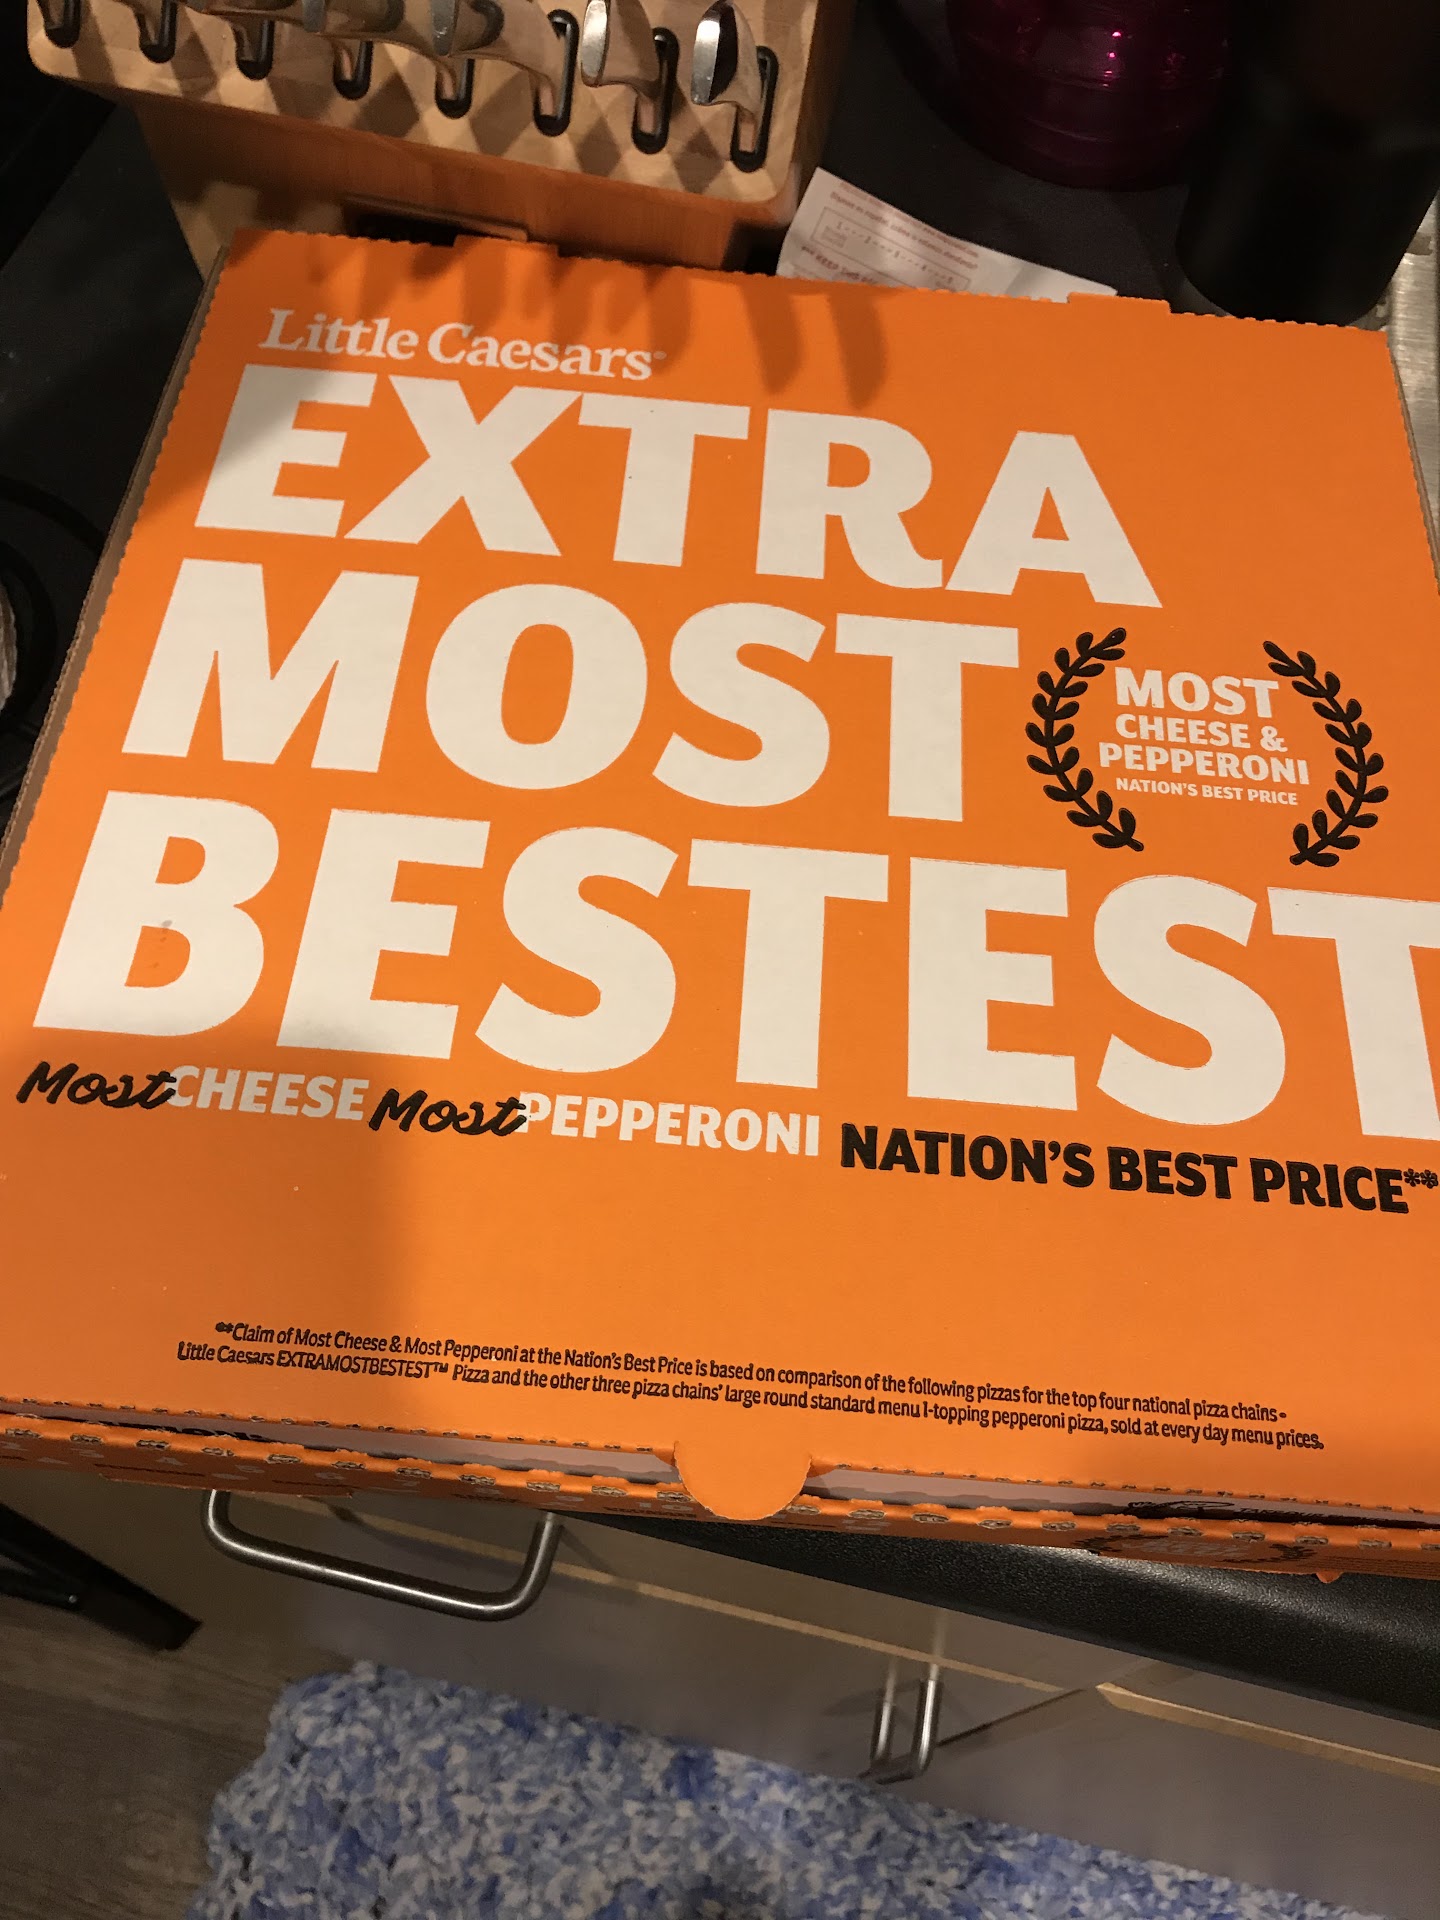 Little Caesars®
EXTRA
MOST
BESTEST
MOST
CHEESE &
PEPPERONI
NATION'S BEST PRICE
Most CHEESE Most PEPPERONI NATION'S BEST PRICE**
**Claim of Most Cheese & Most Pepperoni at the Nation's Best Price is based on comparison of the following pizzas for the top four national pizza chains-
Little Caesars EXTRAMOSTBESTEST™ Pizza and the other three pizza chains' large round standard menu 1-topping pepperoni pizza, sold at every day menu prices.